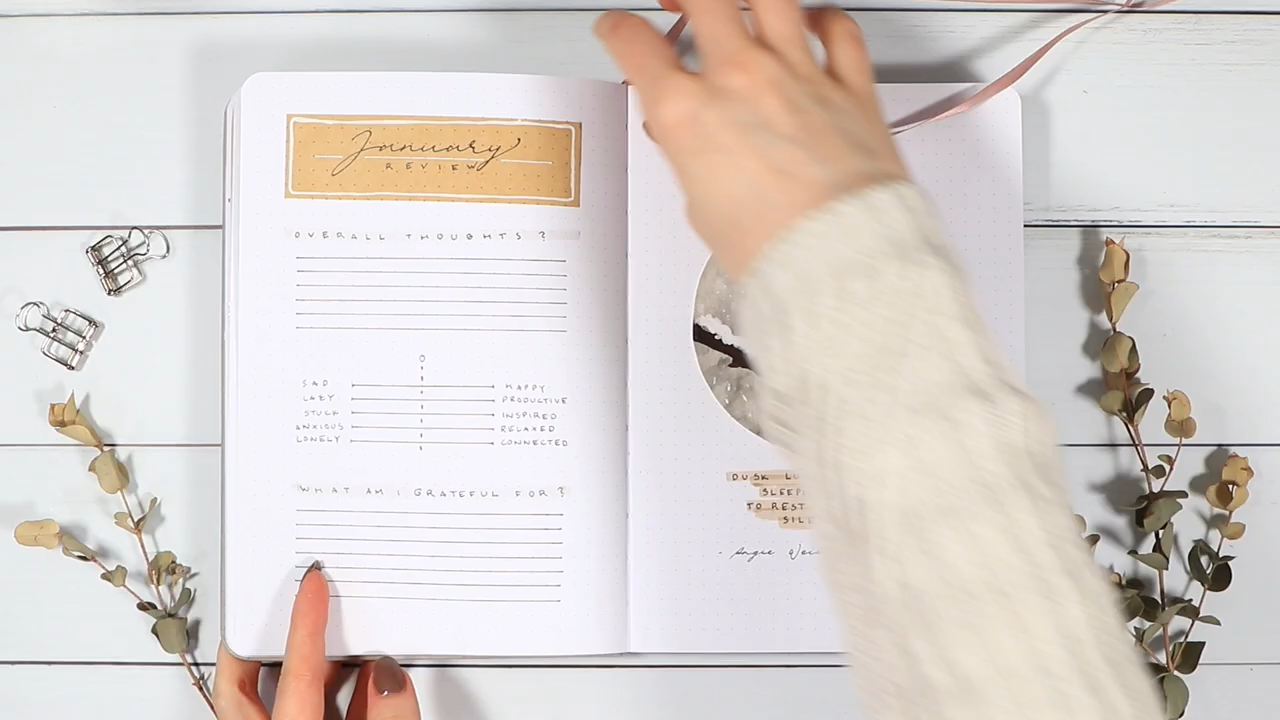 January
REVIEW
OVERALL THOUGHTS ?
0
SAD HAPPY
LAZY PRODUCTIVE
STUCK INSPIRED
ANXIOUS RELAXED
LONELY CONNECTED
WHAT AM I GRATEFUL FOR ?
DUSK
TO REST
- Angie